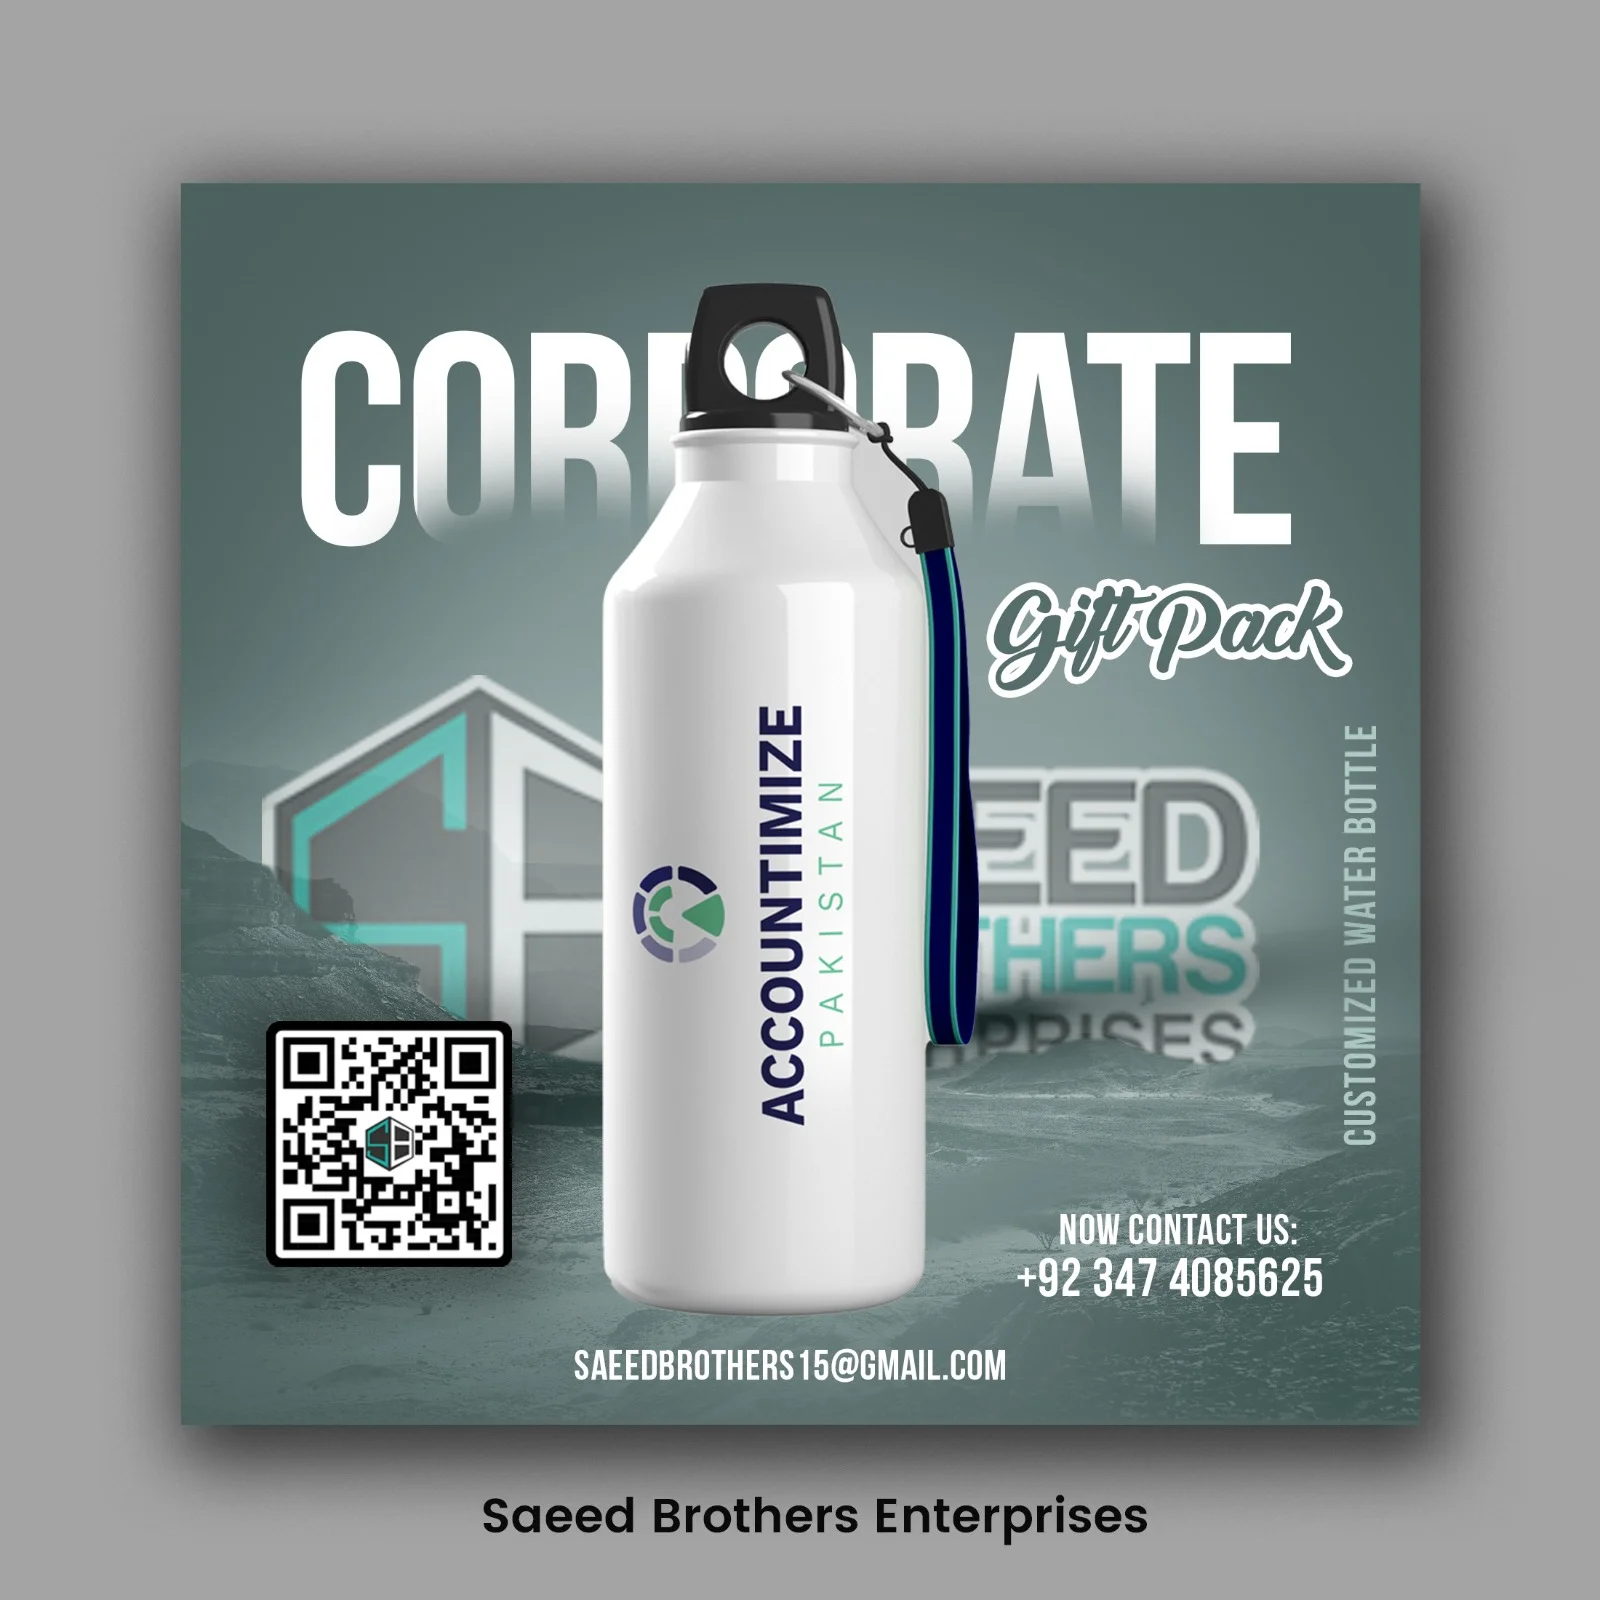 CORPORATE
Gift Pack
ACCOUNTIMIZE
PAKISTAN
CUSTOMIZED WATER BOTTLE
NOW CONTACT US:
+92 347 4085625
SAEEDBROTHERS15@GMAIL.COM
Saeed Brothers Enterprises